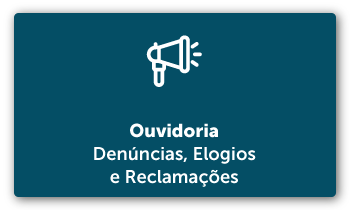 Ouvidoria
Denúncias, Elogios
e Reclamações